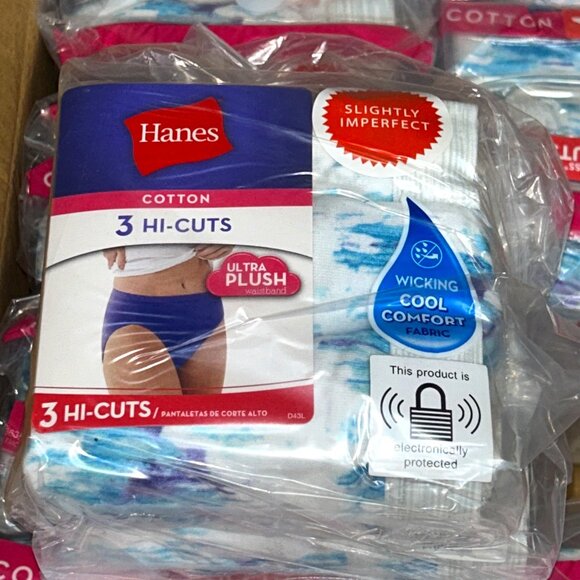 COTTON
Hanes
SLIGHTLY
IMPERFECT
COTTON
3 HI-CUTS
ULTRA
PLUSH
waistband
WICKING
COOL
COMFORT
FABRIC
This product is
electronically
protected
3 HI-CUTS/ PANTALETAS DE CORTE ALTO
D43L